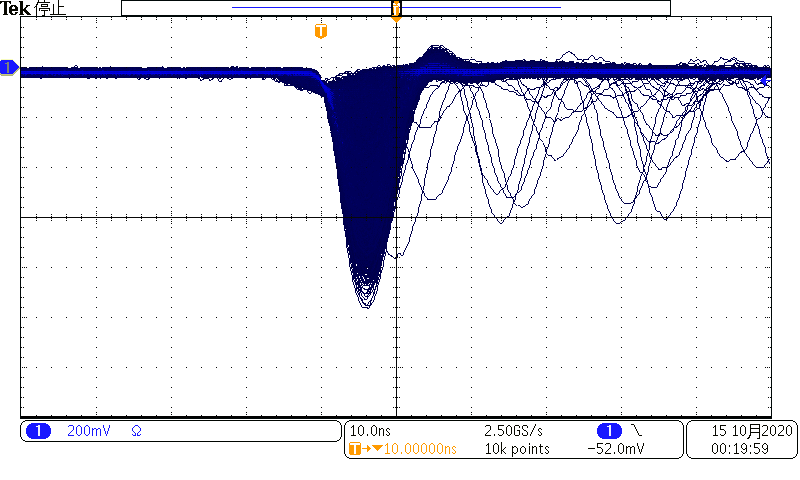 Tek 停止
T
T
1
1 200mV Ω
10.0ns 2.50GS/s 1 -52.0mV
T→▼10.00000ns 10k points
15 10月2020
00:19:59